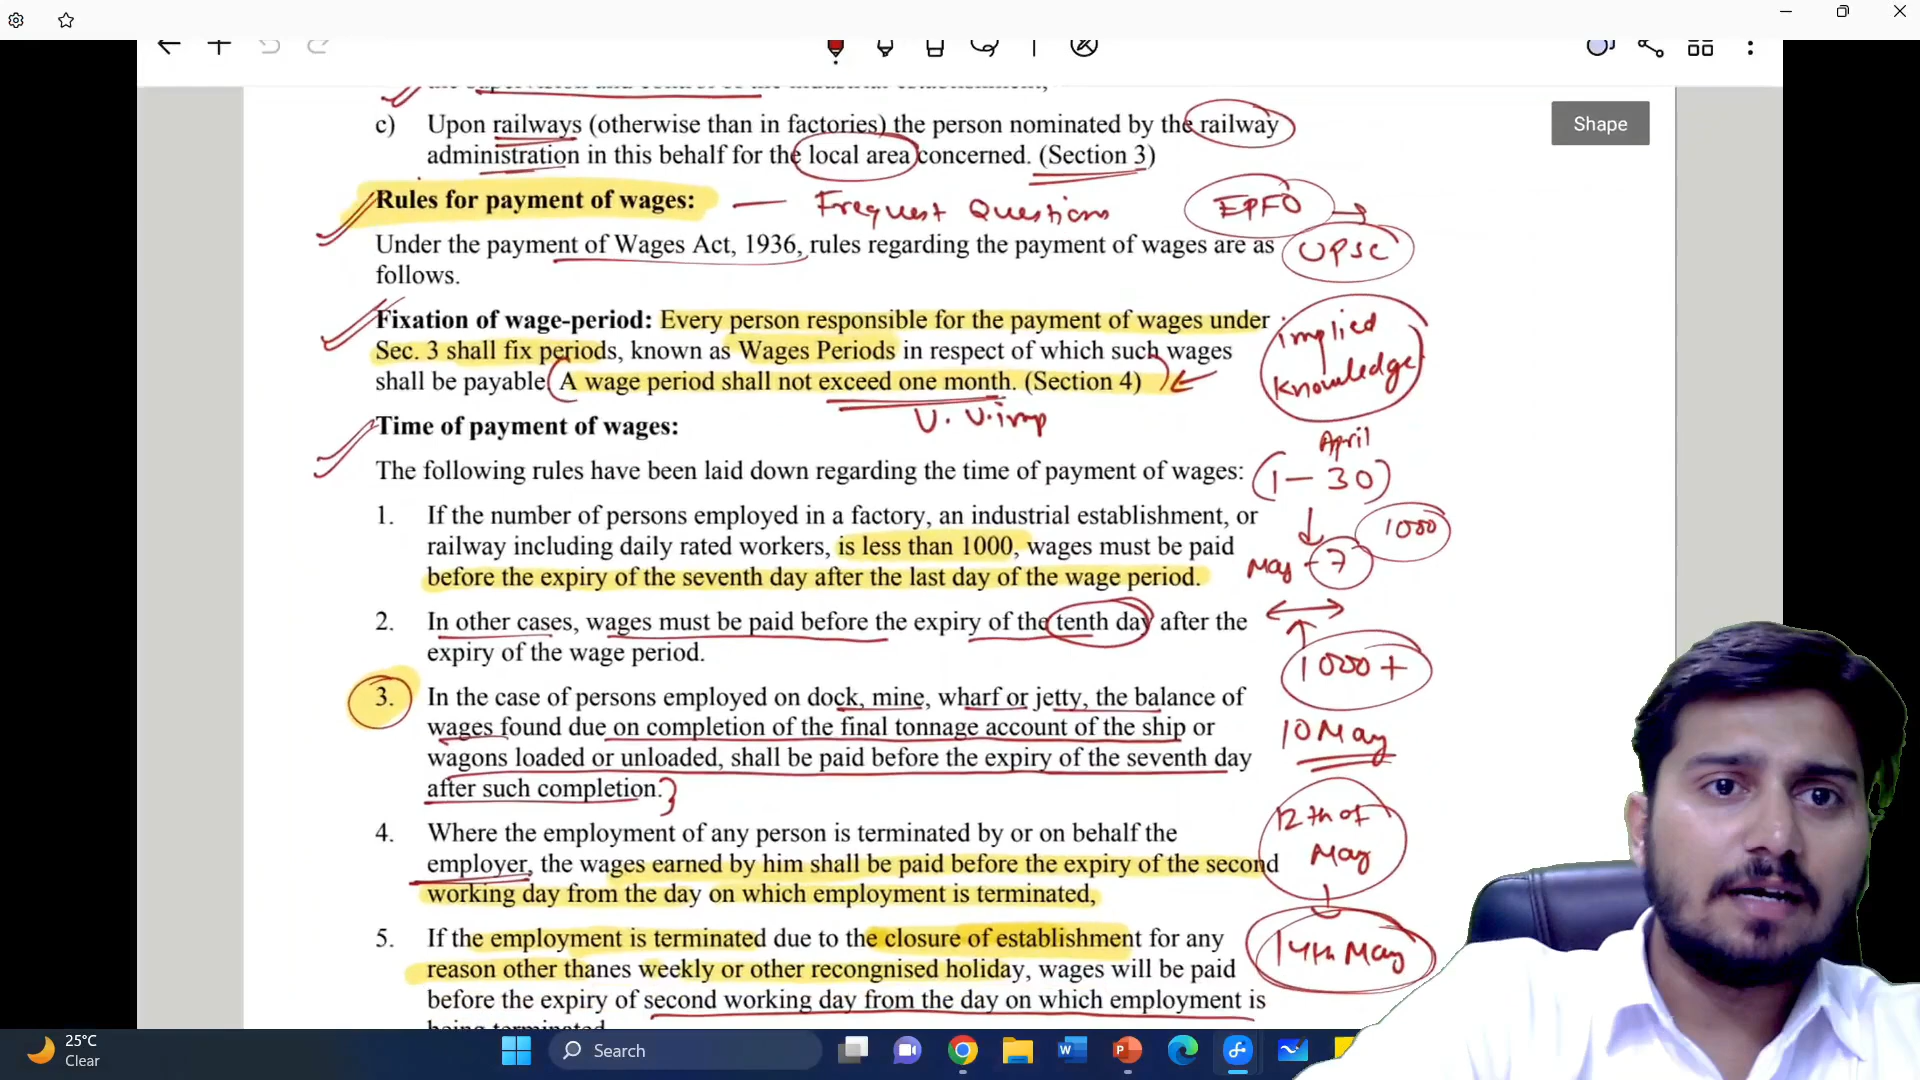 the supervision and control of the industrial establishment,
c) Upon railways (otherwise than in factories) the person nominated by the railway
administration in this behalf for the local area concerned. (Section 3)
Shape
Rules for payment of wages: — Frequest Questions
EPFO →
Under the payment of Wages Act, 1936, rules regarding the payment of wages are as
UPSC
follows.
Fixation of wage-period: Every person responsible for the payment of wages under
Sec. 3 shall fix periods, known as Wages Periods in respect of which such wages
shall be payable. A wage period shall not exceed one month. (Section 4)
implied
knowledge
V. V. imp
Time of payment of wages:
April
The following rules have been laid down regarding the time of payment of wages:
(1 — 30)
1. If the number of persons employed in a factory, an industrial establishment, or
railway including daily rated workers, is less than 1000, wages must be paid
before the expiry of the seventh day after the last day of the wage period.
1000
May - 7
2. In other cases, wages must be paid before the expiry of the tenth day after the
expiry of the wage period.
1000 +
3. In the case of persons employed on dock, mine, wharf or jetty, the balance of
wages found due on completion of the final tonnage account of the ship or
wagons loaded or unloaded, shall be paid before the expiry of the seventh day
after such completion.
10 May
4. Where the employment of any person is terminated by or on behalf the
employer, the wages earned by him shall be paid before the expiry of the second
working day from the day on which employment is terminated,
12th of
May
5. If the employment is terminated due to the closure of establishment for any
reason other thanes weekly or other recongnised holiday, wages will be paid
before the expiry of second working day from the day on which employment is
being terminated
14th May
25°C
Clear
Search